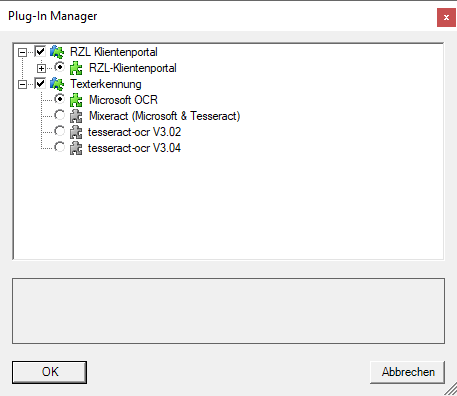 Plug-In Manager
RZL Klientenportal
RZL-Klientenportal
Texterkennung
Microsoft OCR
Mixeract (Microsoft & Tesseract)
tesseract-ocr V3.02
tesseract-ocr V3.04
OK
Abbrechen